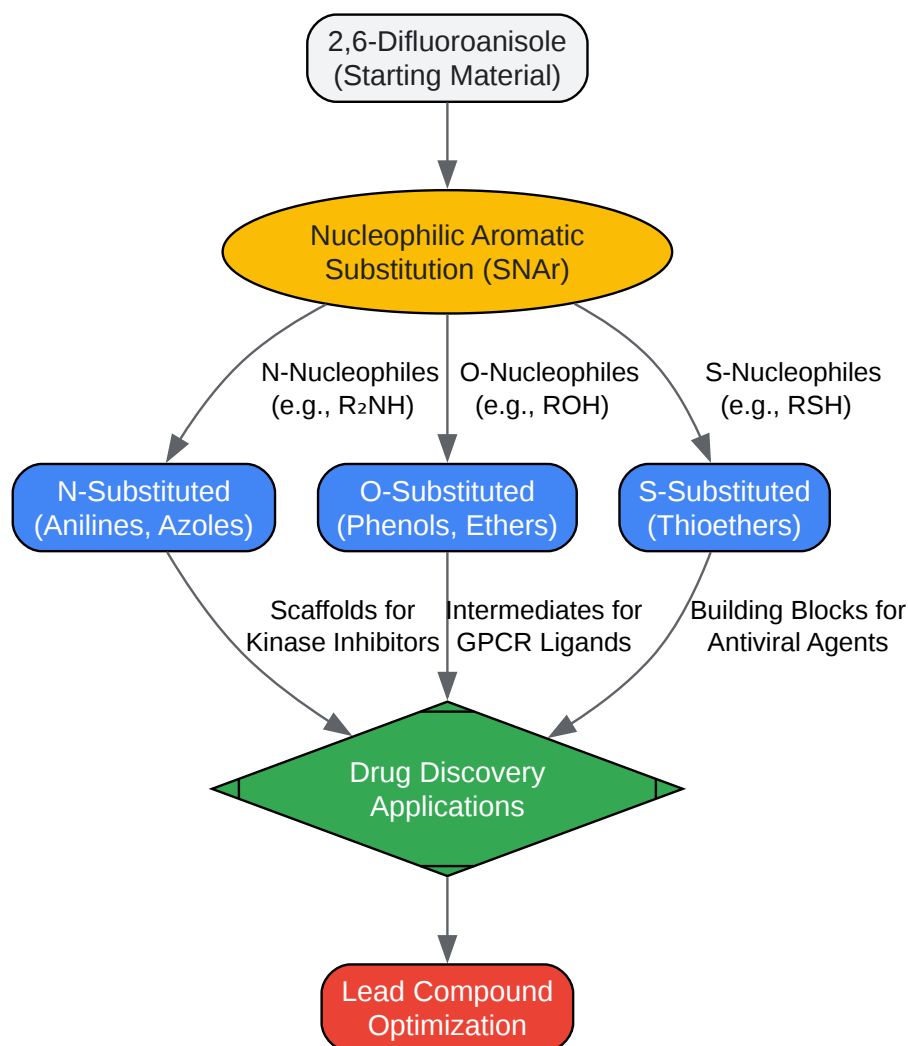 2,6-Difluoroanisole
(Starting Material)
Nucleophilic Aromatic
Substitution (SNAr)
N-Nucleophiles
(e.g., R₂NH)
O-Nucleophiles
(e.g., ROH)
S-Nucleophiles
(e.g., RSH)
N-Substituted
(Anilines, Azoles)
O-Substituted
(Phenols, Ethers)
S-Substituted
(Thioethers)
Scaffolds for
Kinase Inhibitors
Intermediates for
GPCR Ligands
Building Blocks for
Antiviral Agents
Drug Discovery
Applications
Lead Compound
Optimization